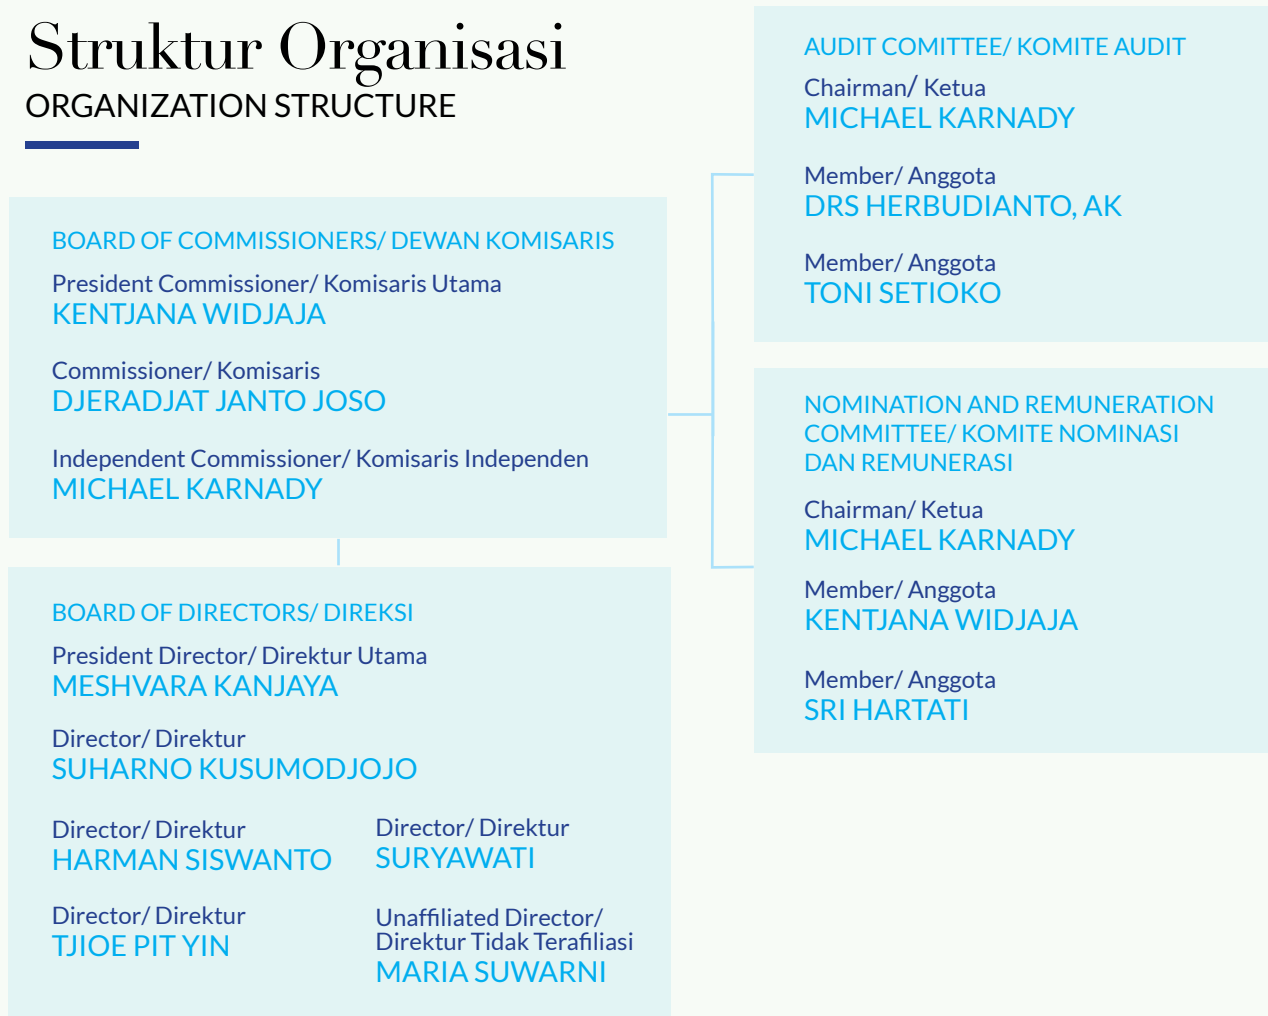 Struktur Organisasi
ORGANIZATION STRUCTURE
BOARD OF COMMISSIONERS/ DEWAN KOMISARIS
President Commissioner/ Komisaris Utama
KENTJANA WIDJAJA
Commissioner/ Komisaris
DJERADJAT JANTO JOSO
Independent Commissioner/ Komisaris Independen
MICHAEL KARNADY
BOARD OF DIRECTORS/ DIREKSI
President Director/ Direktur Utama
MESHVARA KANJAYA
Director/ Direktur
SUHARNO KUSUMODJOJO
Director/ Direktur
HARMAN SISWANTO
Director/ Direktur
SURYAWATI
Director/ Direktur
TJIOE PIT YIN
Unaffiliated Director/
Direktur Tidak Terafiliasi
MARIA SUWARNI
AUDIT COMITTEE/ KOMITE AUDIT
Chairman/ Ketua
MICHAEL KARNADY
Member/ Anggota
DRS HERBUDIANTO, AK
Member/ Anggota
TONI SETIOKO
NOMINATION AND REMUNERATION
COMMITTEE/ KOMITE NOMINASI
DAN REMUNERASI
Chairman/ Ketua
MICHAEL KARNADY
Member/ Anggota
KENTJANA WIDJAJA
Member/ Anggota
SRI HARTATI